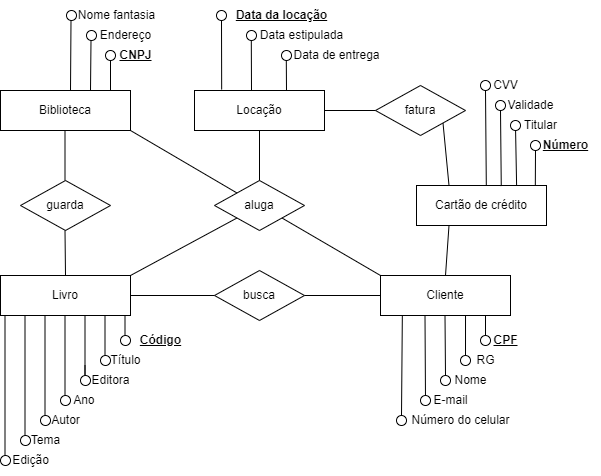 Nome fantasia
Endereço
CNPJ
Data da locação
Data estipulada
Data de entrega
Biblioteca
Locação
fatura
CVV
Validade
Titular
Número
guarda
aluga
Cartão de crédito
Livro
busca
Cliente
Código
Título
Editora
Ano
Autor
Tema
Edição
CPF
RG
Nome
E-mail
Número do celular